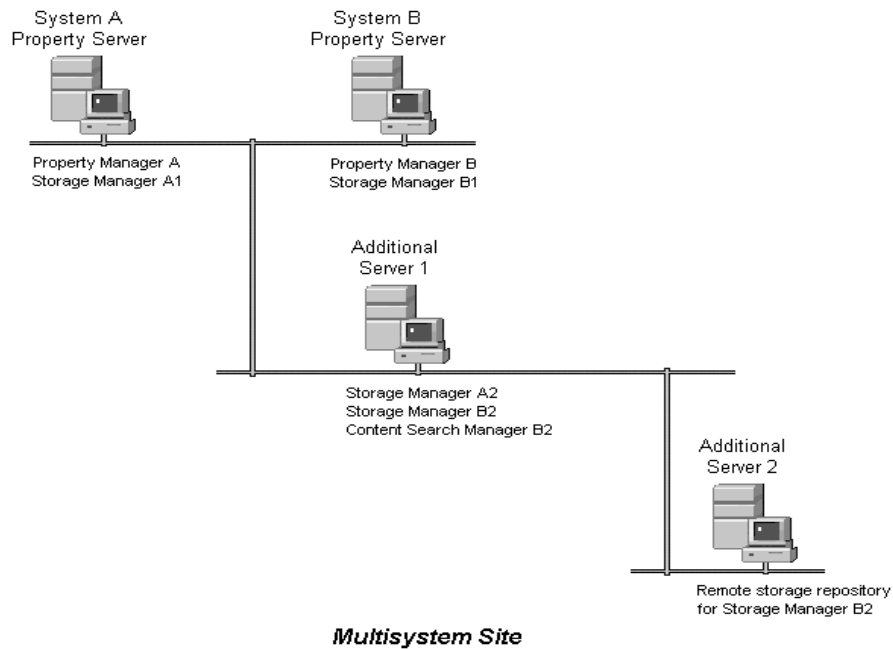 System A
Property Server
System B
Property Server
Property Manager A
Storage Manager A1
Property Manager B
Storage Manager B1
Additional
Server 1
Storage Manager A2
Storage Manager B2
Content Search Manager B2
Additional
Server 2
Remote storage repository
for Storage Manager B2
Multisystem Site